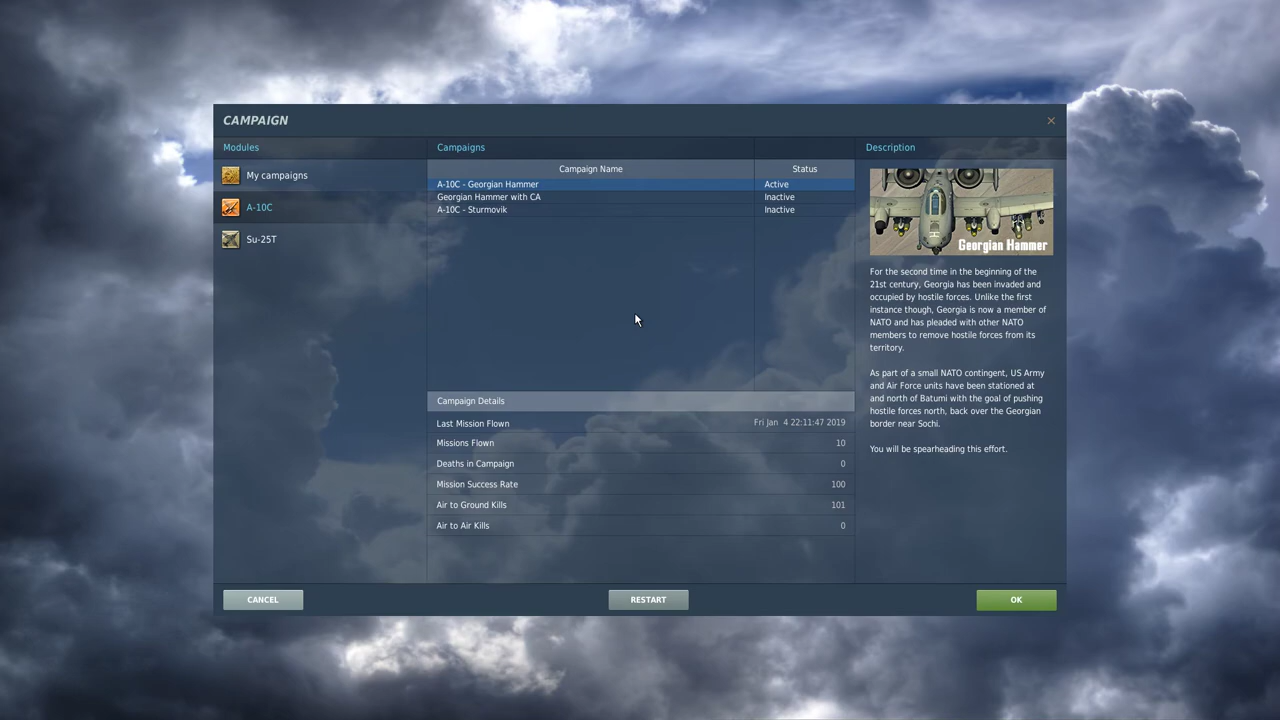 CAMPAIGN
Modules
Campaigns
Description
My campaigns
A-10C
Su-25T
Campaign Name Status
A-10C - Georgian Hammer Active
Georgian Hammer with CA Inactive
A-10C - Sturmovik Inactive
Campaign Details
Last Mission Flown Fri Jan 4 22:11:47 2019
Missions Flown 10
Deaths in Campaign 0
Mission Success Rate 100
Air to Ground Kills 101
Air to Air Kills 0
Georgian Hammer
For the second time in the beginning of the
21st century, Georgia has been invaded and
occupied by hostile forces. Unlike the first
instance though, Georgia is now a member of
NATO and has pleaded with other NATO
members to remove hostile forces from its
territory.
As part of a small NATO contingent, US Army
and Air Force units have been stationed at
and north of Batumi with the goal of pushing
hostile forces north, back over the Georgian
border near Sochi.
You will be spearheading this effort.
CANCEL
RESTART
OK